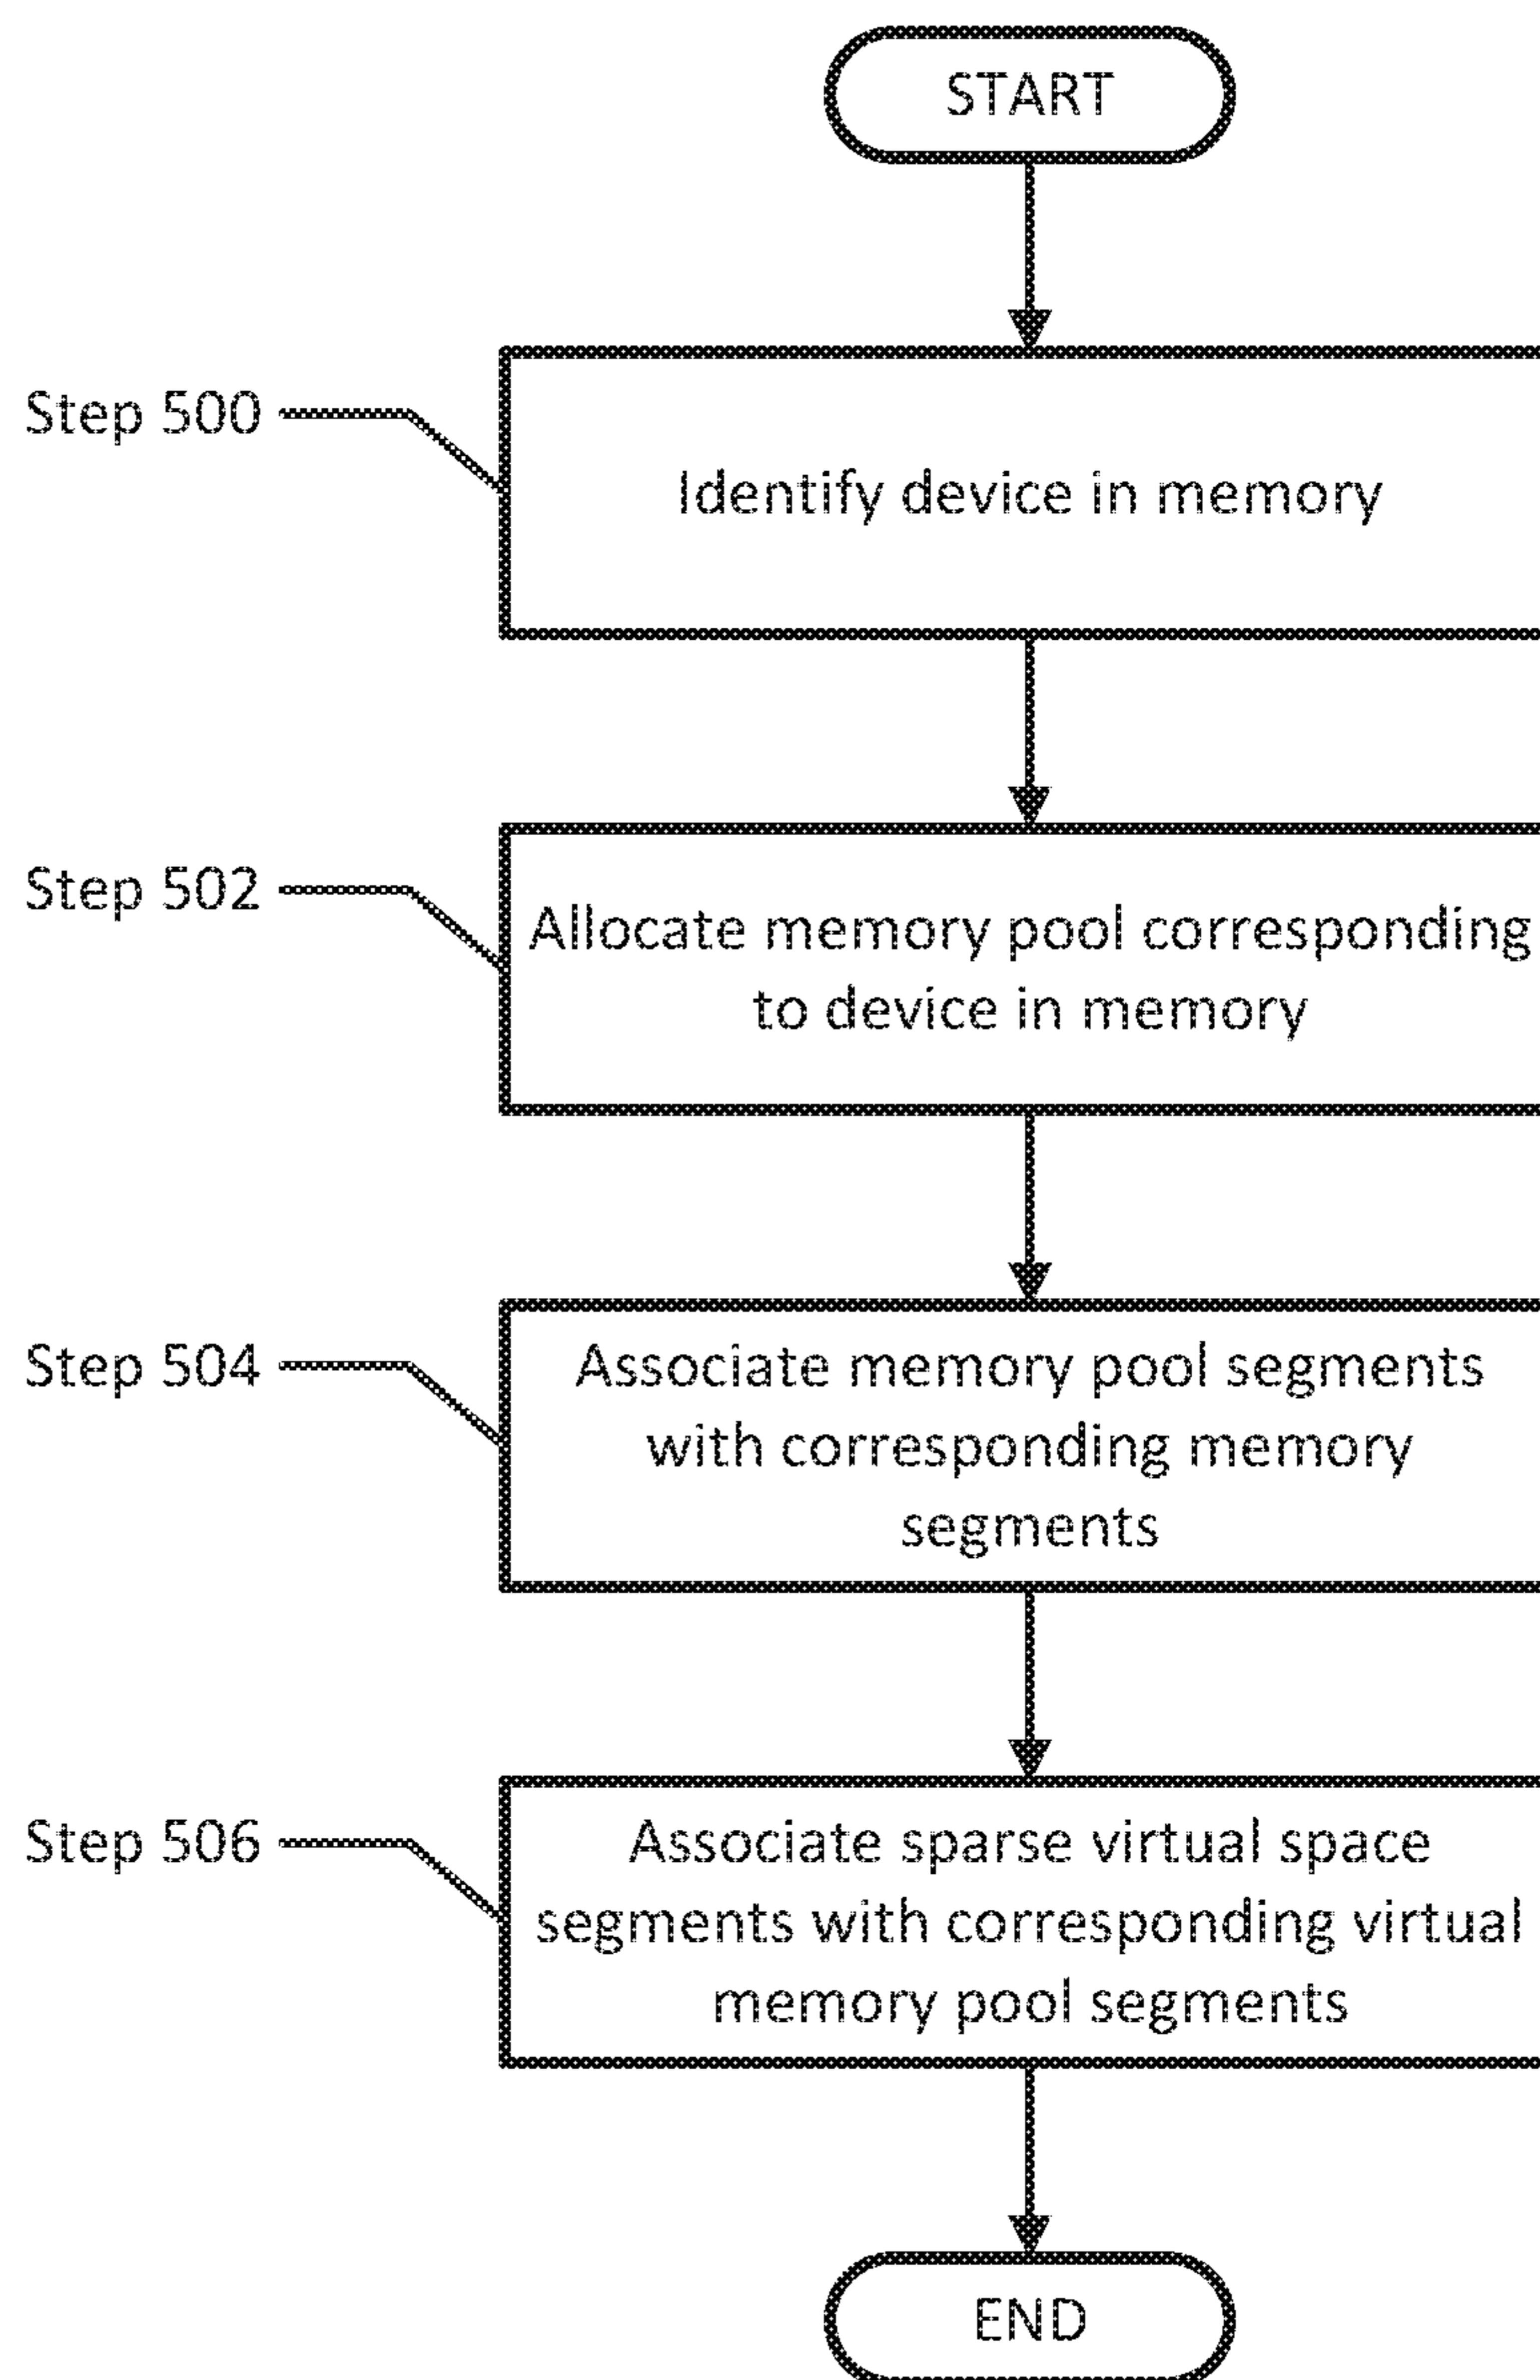 START
Step 500
Identify device in memory
Step 502
Allocate memory pool corresponding
to device in memory
Step 504
Associate memory pool segments
with corresponding memory
segments
Step 506
Associate sparse virtual space
segments with corresponding virtual
memory pool segments
END